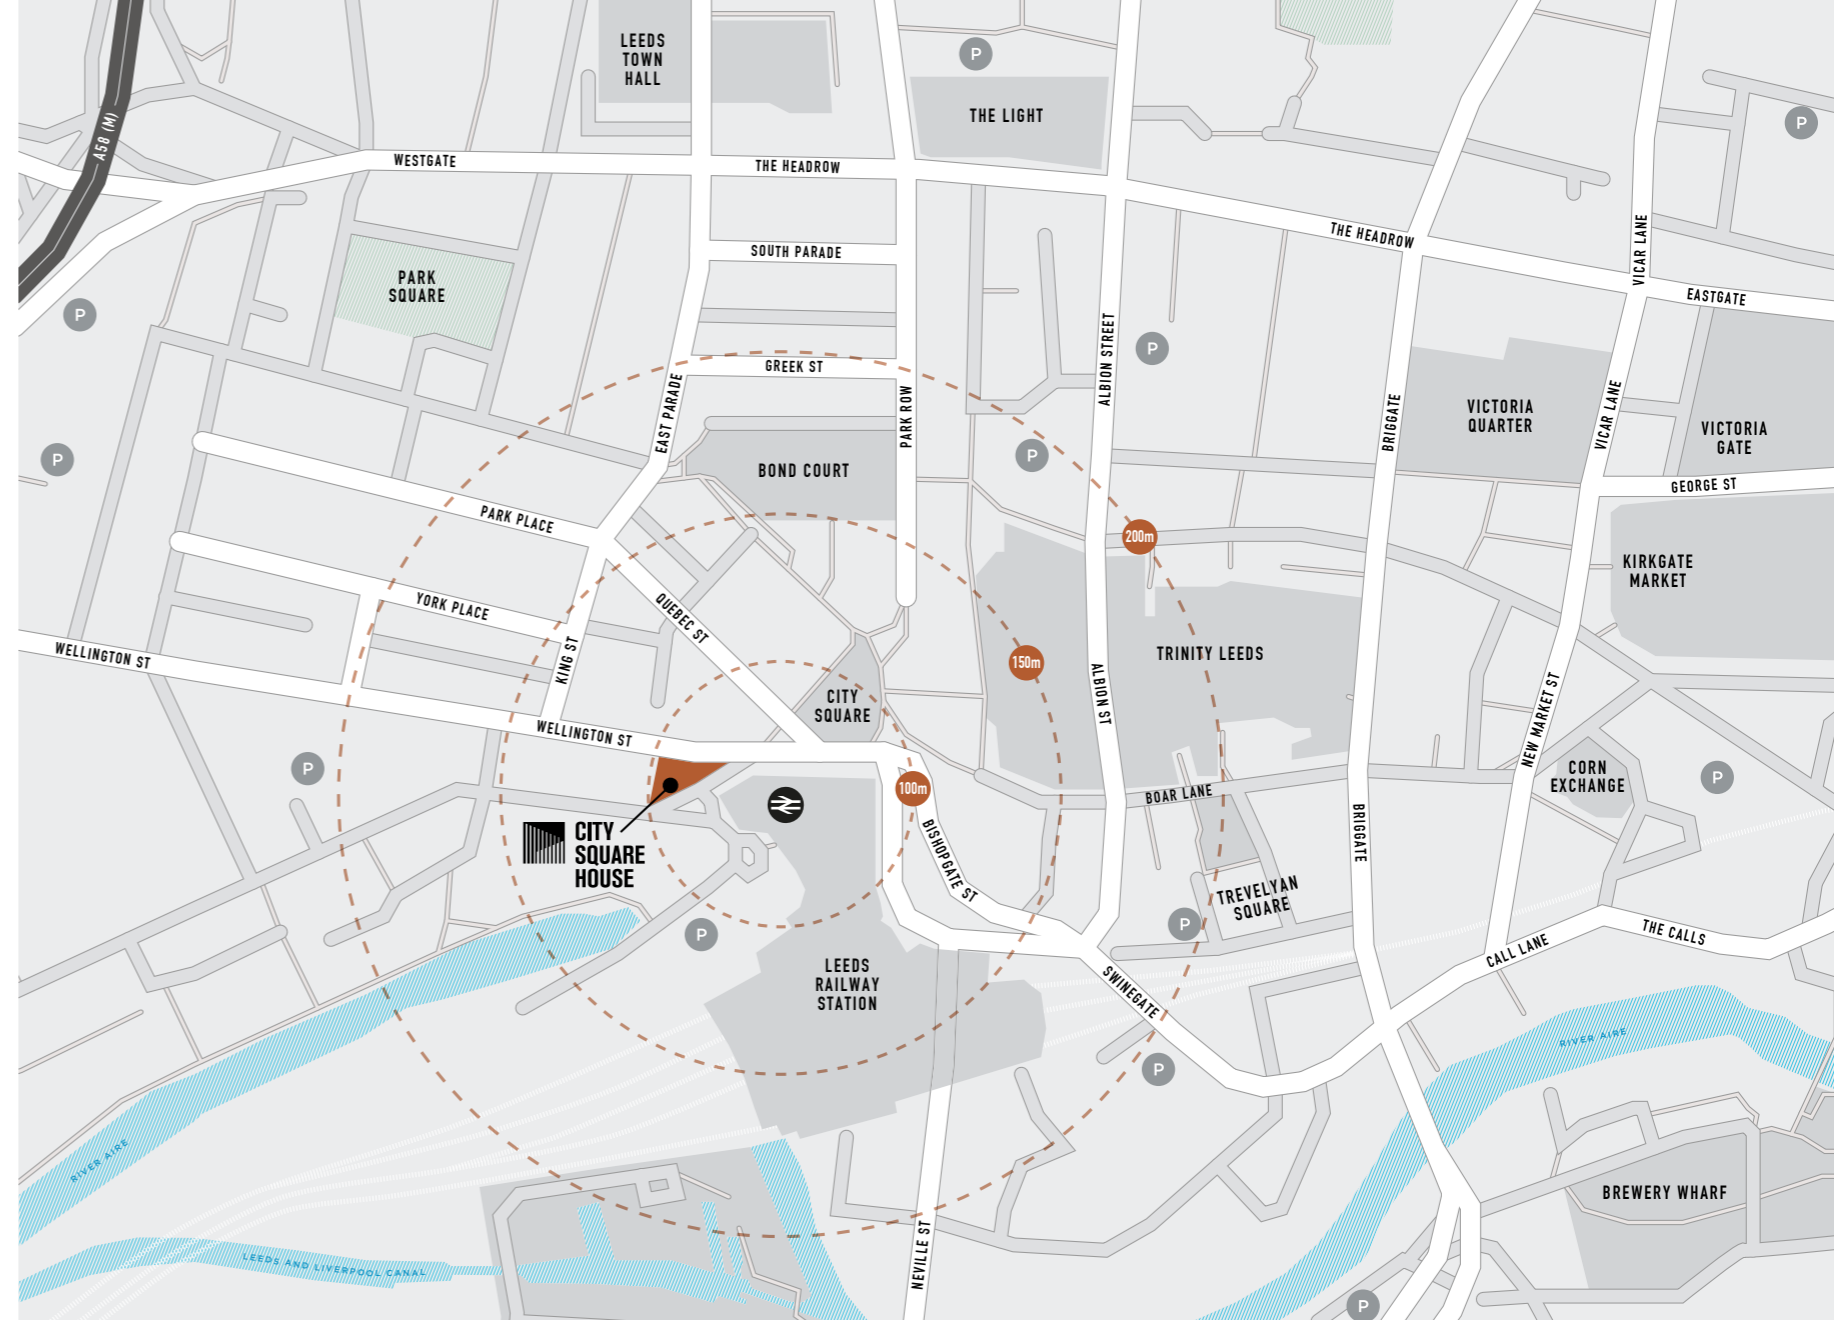 LEEDS
TOWN
HALL
P
THE LIGHT
P
A58 (M)
WESTGATE
THE HEADROW
THE HEADROW
VICAR LANE
SOUTH PARADE
PARK
SQUARE
EASTGATE
P
P
ALBION STREET
GREEK ST
EAST PARADE
PARK ROW
BRIGGATE
VICTORIA
QUARTER
VICAR LANE
VICTORIA
GATE
P
P
BOND COURT
GEORGE ST
PARK PLACE
200m
KIRKGATE
MARKET
YORK PLACE
QUEBEC ST
WELLINGTON ST
KING ST
150m
TRINITY LEEDS
ALBION ST
CITY
SQUARE
NEW MARKET ST
WELLINGTON ST
P
CORN
EXCHANGE
P
100m
BOAR LANE
CITY
SQUARE
HOUSE
BISHOPGATE ST
BRIGGATE
TREVELYAN
SQUARE
P
P
THE CALLS
CALL LANE
LEEDS
RAILWAY
STATION
SWINEGATE
RIVER AIRE
P
RIVER AIRE
BREWERY WHARF
NEVILLE ST
LEEDS AND LIVERPOOL CANAL
P